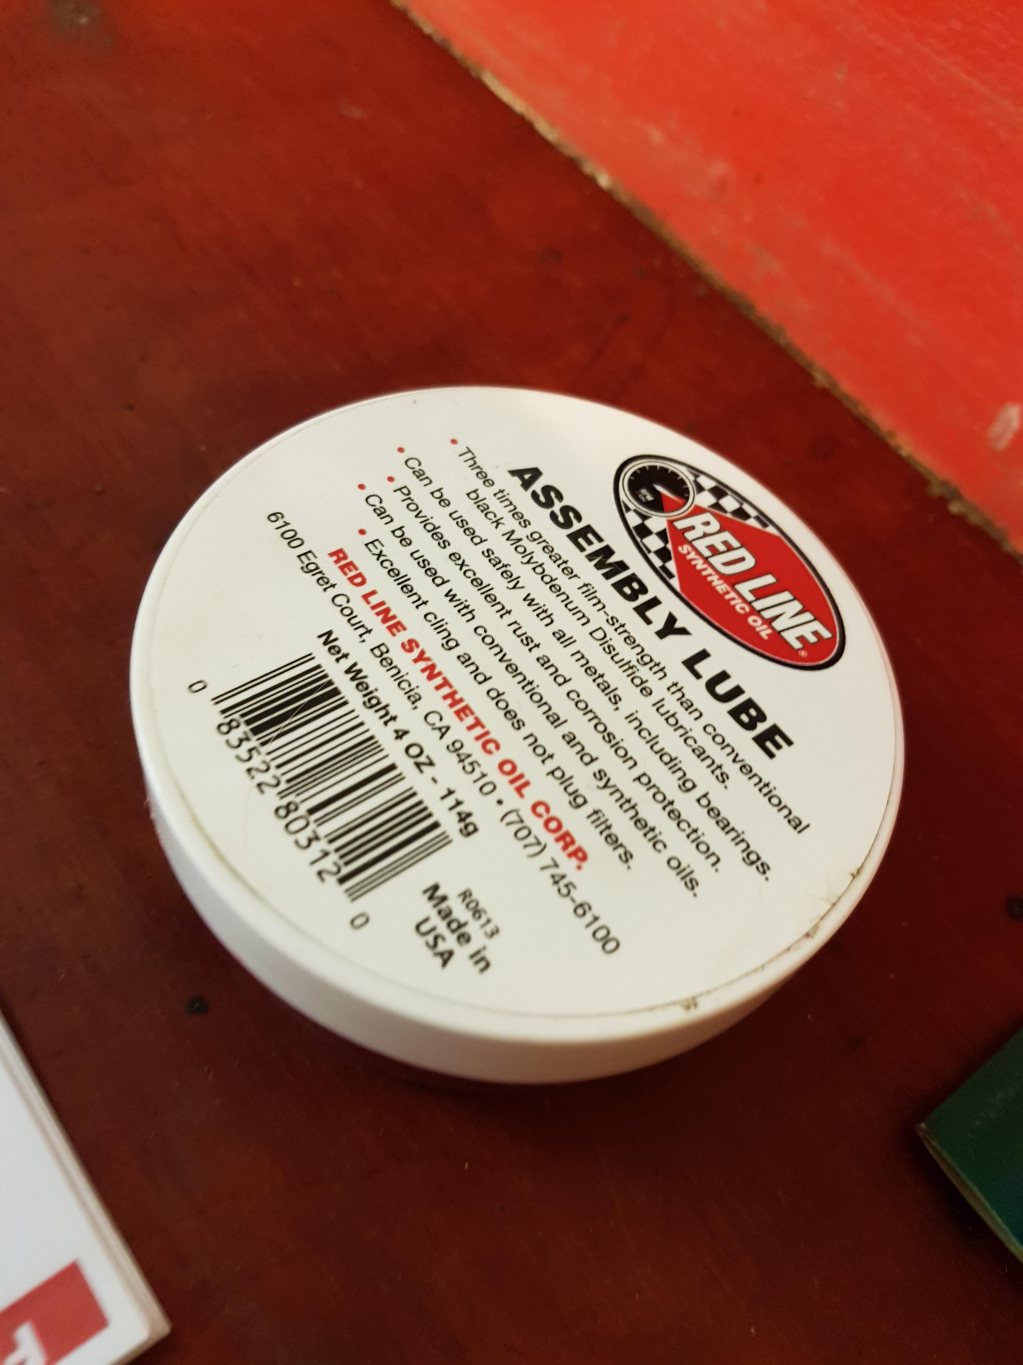 RED LINE®
SYNTHETIC OIL
ASSEMBLY LUBE
• Three times greater film-strength than conventional
black Molybdenum Disulfide lubricants.
• Can be used safely with all metals, including bearings.
• Provides excellent rust and corrosion protection.
• Can be used with conventional and synthetic oils.
• Excellent cling and does not plug filters.
RED LINE SYNTHETIC OIL CORP.
6100 Egret Court, Benicia, CA 94510 • (707) 745-6100
Net Weight 4 OZ - 114g
0 83522 80312 0
R0613
Made in
USA